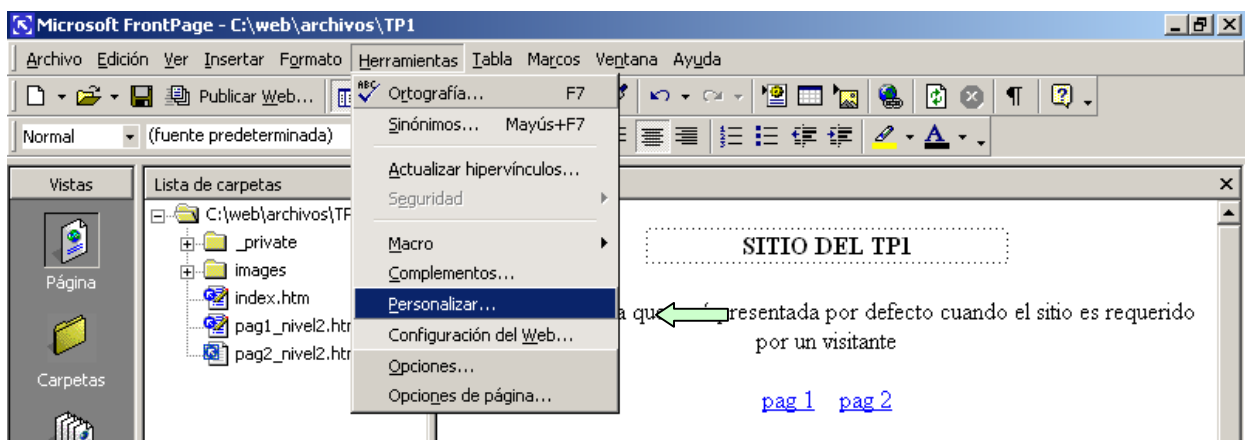 Microsoft FrontPage - C:\web\archivos\TP1
Archivo Edición Ver Insertar Formato Herramientas Tabla Marcos Ventana Ayuda
Publicar Web...
Normal (fuente predeterminada)
Ortografía... F7
Sinónimos... Mayús+F7
Actualizar hipervínculos...
Seguridad
Macro
Complementos...
Personalizar...
Configuración del Web...
Opciones...
Opciones de página...
Vistas
Página
Carpetas
Lista de carpetas
C:\web\archivos\TP
_private
images
index.htm
pag1_nivel2.htm
pag2_nivel2.htm
SITIO DEL TP1
presentada por defecto cuando el sitio es requerido
por un visitante
pag 1 pag 2